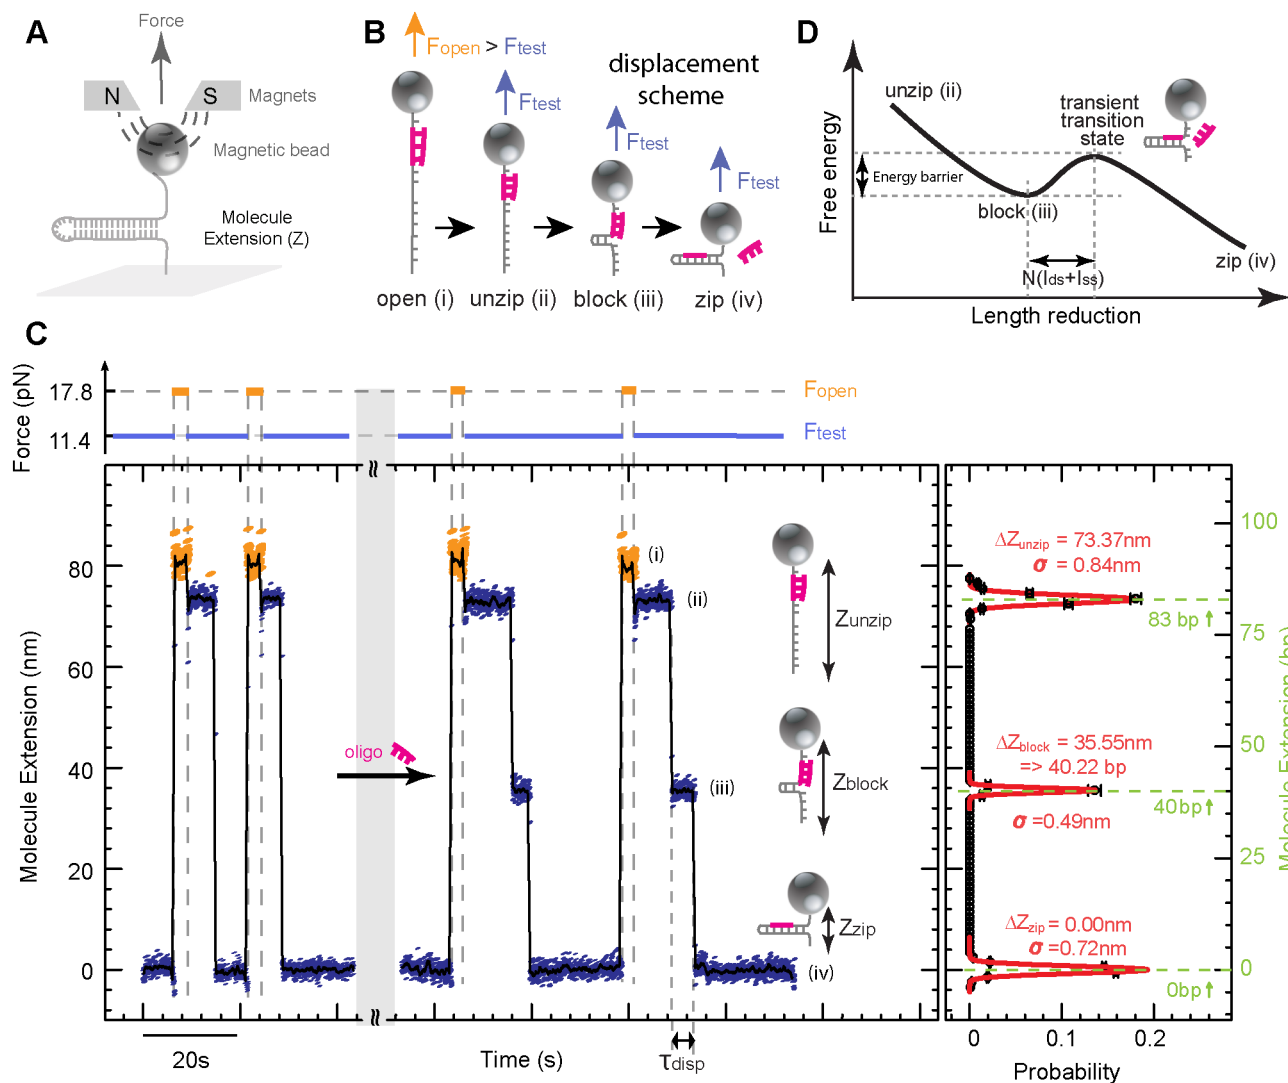 A
Force
N
S
Magnets
Magnetic bead
Molecule
Extension (Z)
B
Fopen > Ftest
displacement
scheme
Ftest
Ftest
Ftest
open (i)
unzip (ii)
block (iii)
zip (iv)
D
Free energy
unzip (ii)
transient
transition
state
Energy barrier
block (iii)
N(lds+lss)
zip (iv)
Length reduction
C
Force (pN)
17.8
11.4
Fopen
Ftest
Molecule Extension (nm)
80
60
40
20
0
(i)
(ii)
(iii)
(iv)
oligo
Zunzip
Zblock
Zzip
20s
Time (s)
τdisp
ΔZunzip = 73.37nm
σ = 0.84nm
83 bp
ΔZblock = 35.55nm
=> 40.22 bp
40bp
σ =0.49nm
ΔZzip = 0.00nm
σ =0.72nm
0bp
100
75
50
25
0
Molecule Extension (bp)
0
0.1
0.2
Probability